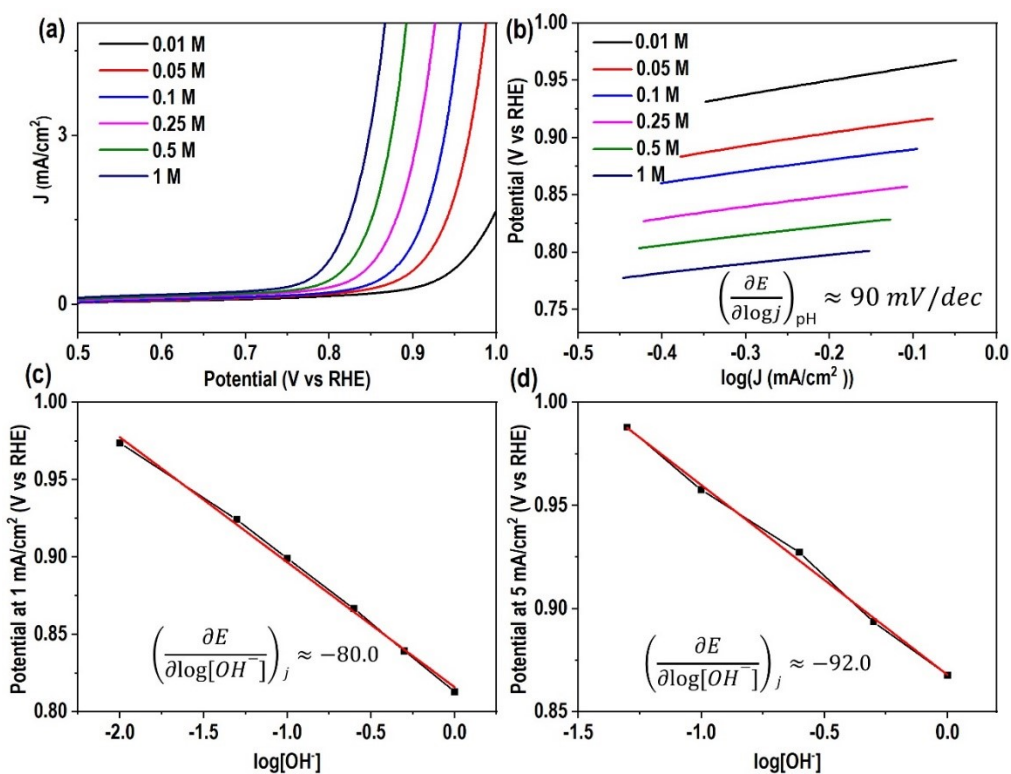 (a)
0.01 M
0.05 M
0.1 M
0.25 M
0.5 M
1 M
J (mA/cm²)
3
0
0.5 0.6 0.7 0.8 0.9 1.0
Potential (V vs RHE)
(b)
0.01 M
0.05 M
0.1 M
0.25 M
0.5 M
1 M
Potential (V vs RHE)
1.00
0.95
0.90
0.85
0.80
0.75
(∂E/∂logj)pH ≈ 90 mV/dec
-0.5 -0.4 -0.3 -0.2 -0.1 0.0
log(J (mA/cm² ))
(c)
Potential at 1 mA/cm² (V vs RHE)
1.00
0.95
0.90
0.85
0.80
(∂E/∂log[OH⁻])j ≈ −80.0
-2.0 -1.5 -1.0 -0.5 0.0
log[OH⁻]
(d)
Potential at 5 mA/cm² (V vs RHE)
1.00
0.95
0.90
0.85
(∂E/∂log[OH⁻])j ≈ −92.0
-1.5 -1.0 -0.5 0.0
log[OH⁻]